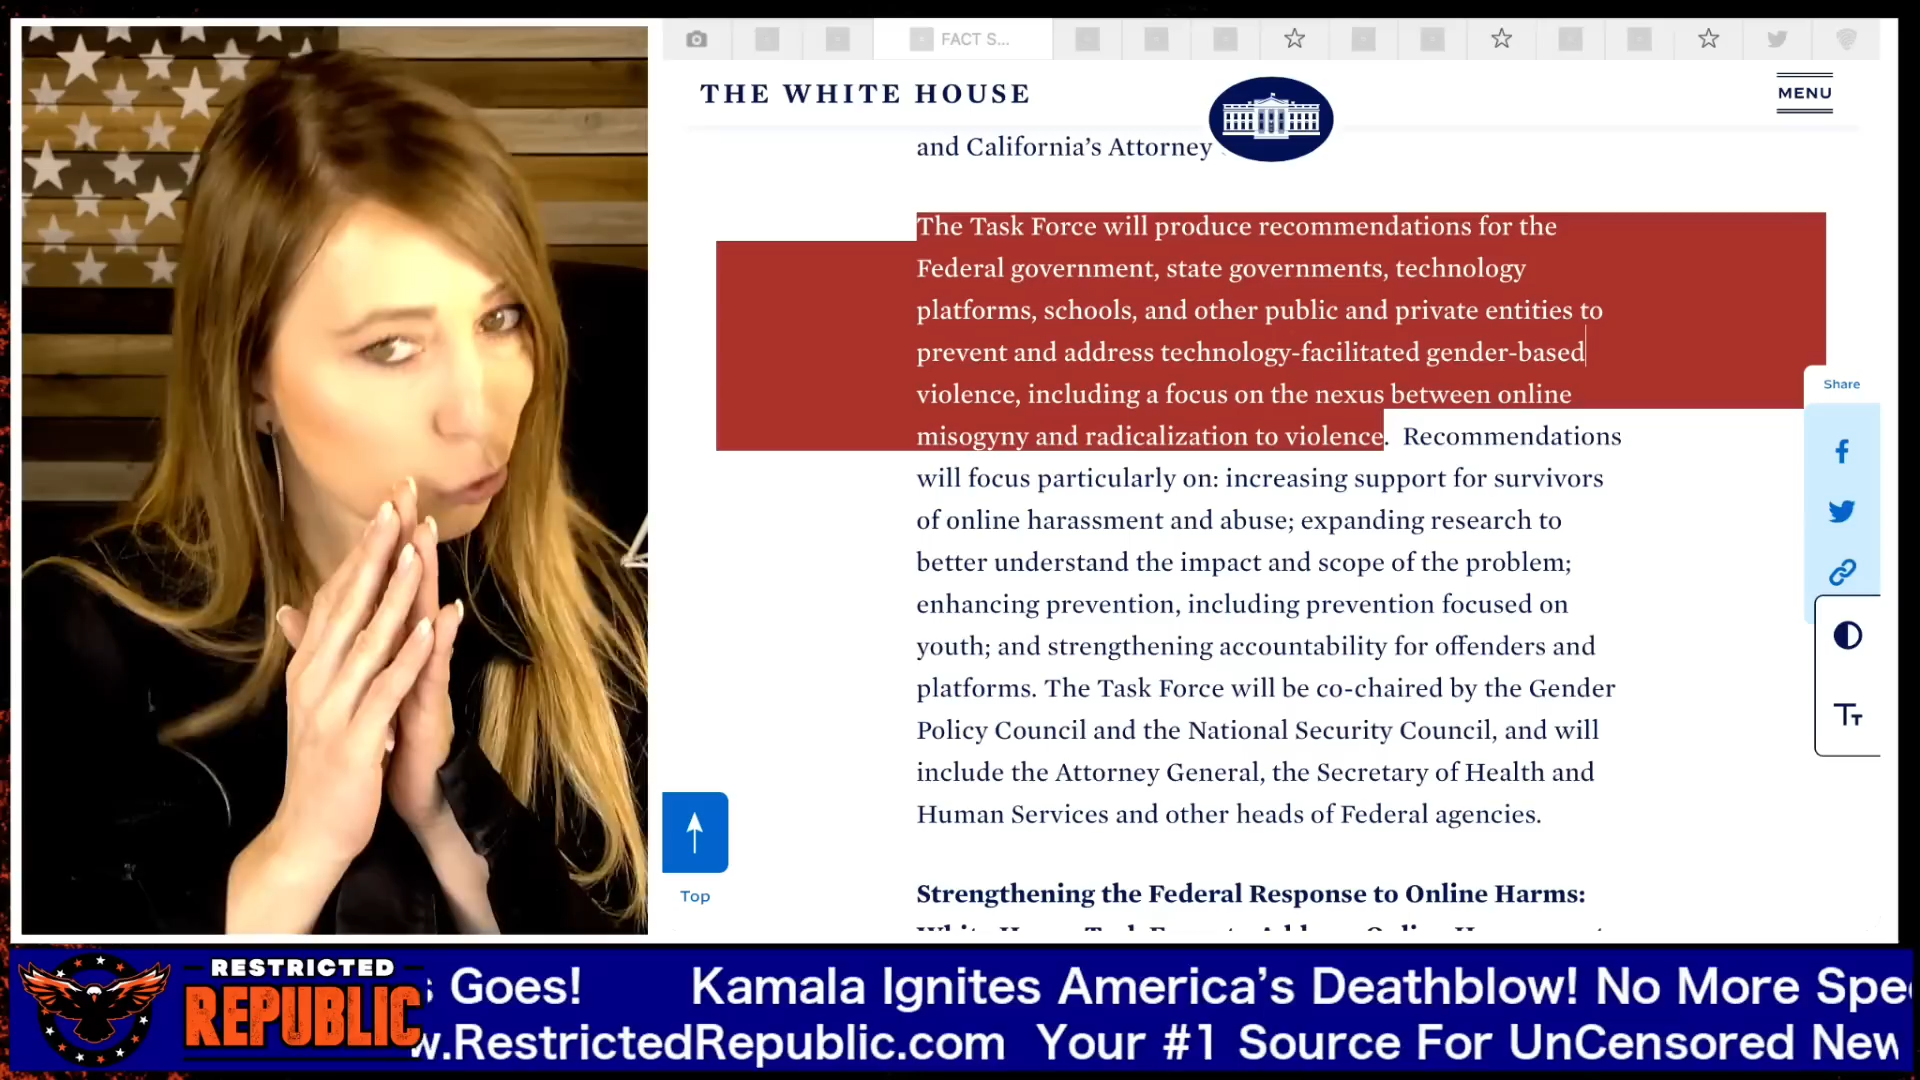 FACT S...
THE WHITE HOUSE
MENU
and California’s Attorney
The Task Force will produce recommendations for the
Federal government, state governments, technology
platforms, schools, and other public and private entities to
prevent and address technology-facilitated gender-based
violence, including a focus on the nexus between online
misogyny and radicalization to violence. Recommendations
will focus particularly on: increasing support for survivors
of online harassment and abuse; expanding research to
better understand the impact and scope of the problem;
enhancing prevention, including prevention focused on
youth; and strengthening accountability for offenders and
platforms. The Task Force will be co-chaired by the Gender
Policy Council and the National Security Council, and will
include the Attorney General, the Secretary of Health and
Human Services and other heads of Federal agencies.
Strengthening the Federal Response to Online Harms:
Share
Tт
Top
RESTRICTED
REPUBLIC
s Goes! Kamala Ignites America’s Deathblow! No More Spe
w.RestrictedRepublic.com Your #1 Source For UnCensored New